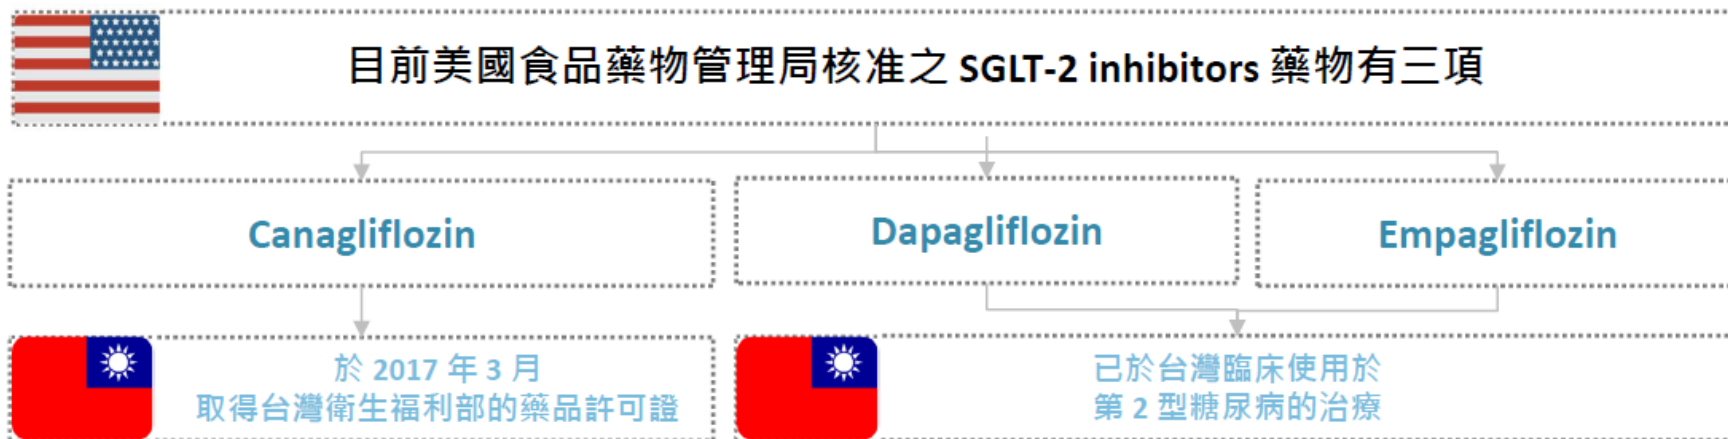 目前美國食品藥物管理局核准之 SGLT-2 inhibitors 藥物有三項
Canagliflozin
Dapagliflozin
Empagliflozin
於 2017 年 3 月
取得台灣衛生福利部的藥品許可證
已於台灣臨床使用於
第 2 型糖尿病的治療